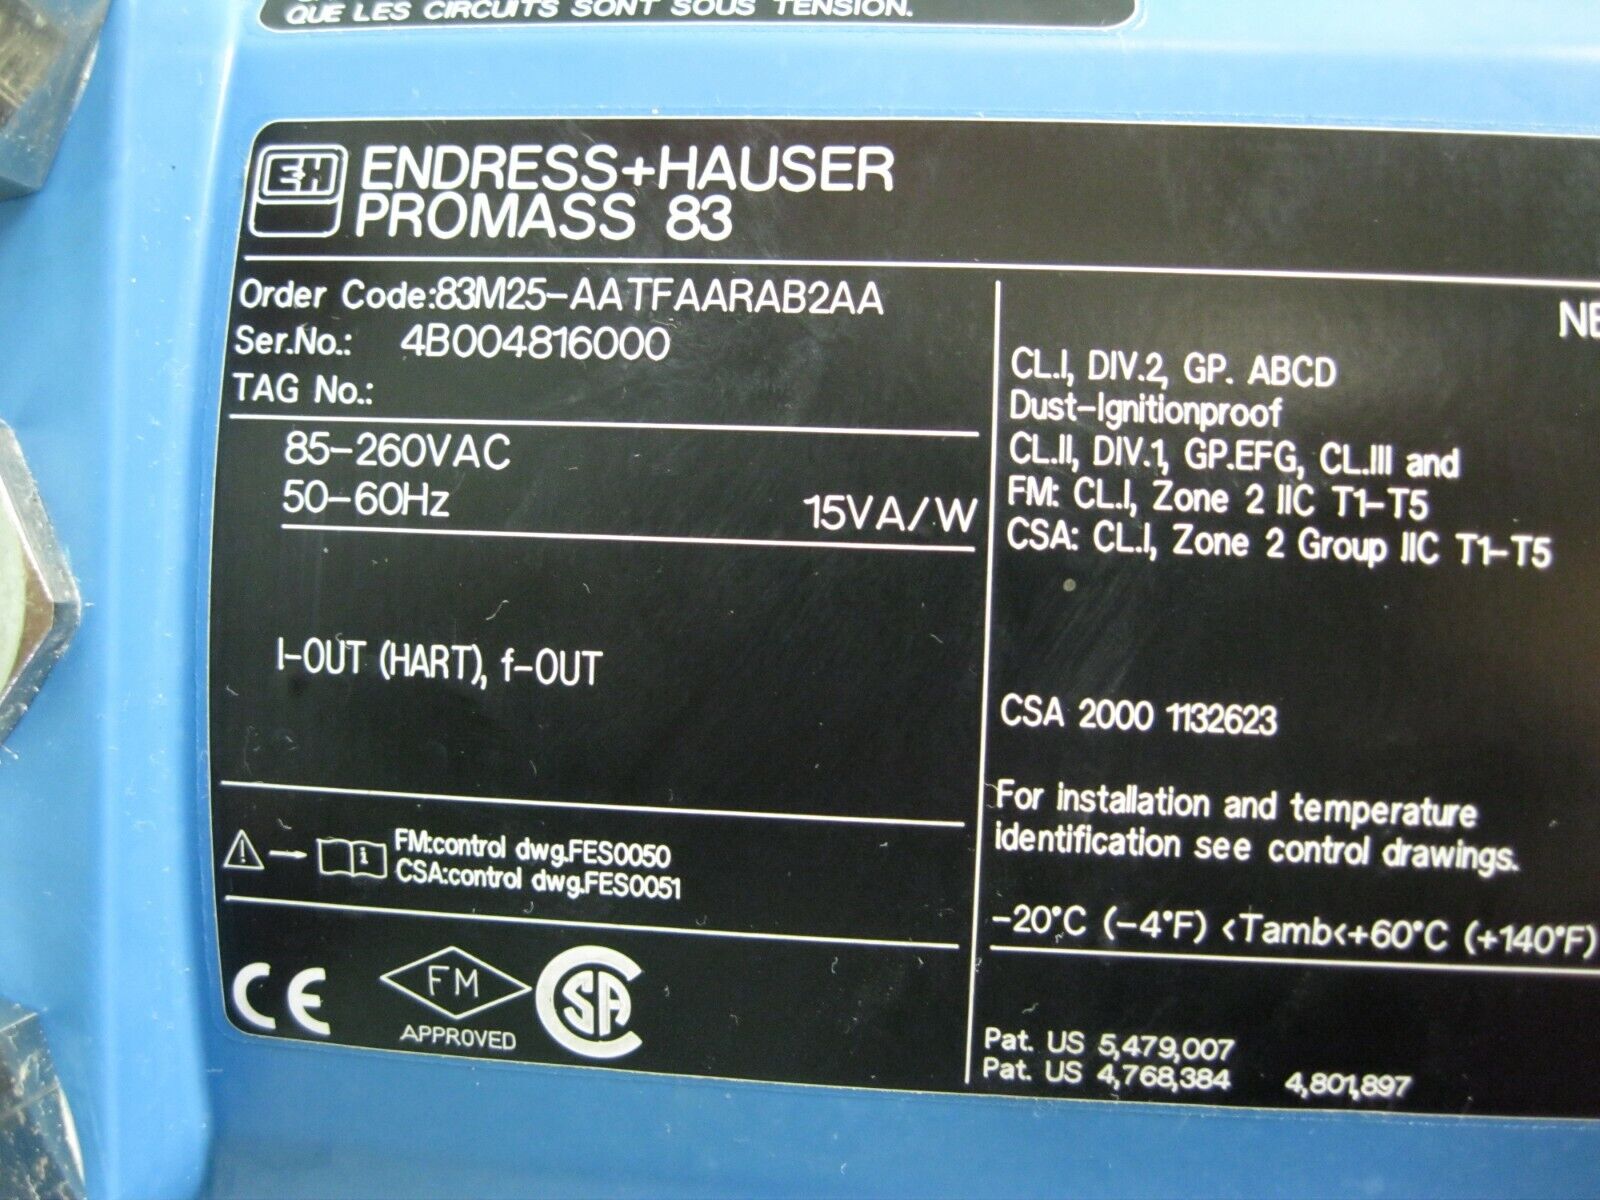 QUE LES CIRCUITS SONT SOUS TENSION.
EH ENDRESS+HAUSER
PROMASS 83
Order Code:83M25-AATFAARAB2AA
Ser.No.: 4B004816000
TAG No.:
85-260VAC
50-60Hz 15VA/W
I-OUT (HART), f-OUT
i FM:control dwg.FES0050
CSA:control dwg.FES0051
CE FM APPROVED CSA
CL.I, DIV.2, GP. ABCD
Dust-Ignitionproof
CL.II, DIV.1, GP.EFG, CL.III and
FM: CL.I, Zone 2 IIC T1-T5
CSA: CL.I, Zone 2 Group IIC T1-T5
CSA 2000 1132623
For installation and temperature
identification see control drawings.
-20°C (-4°F) <Tamb<+60°C (+140°F)
Pat. US 5,479,007
Pat. US 4,768,384 4,801,897